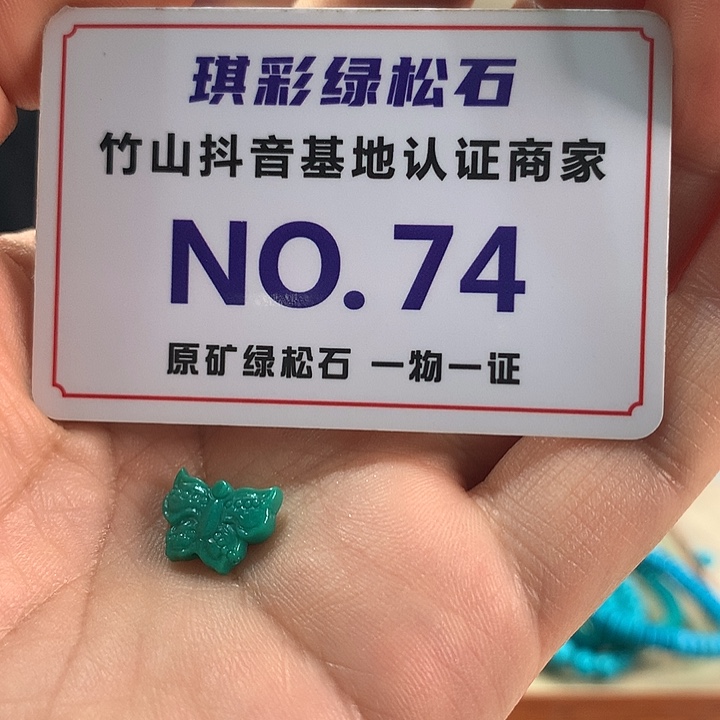 琪彩绿松石
竹山抖音基地认证商家
NO.74
原矿绿松石 一物一证